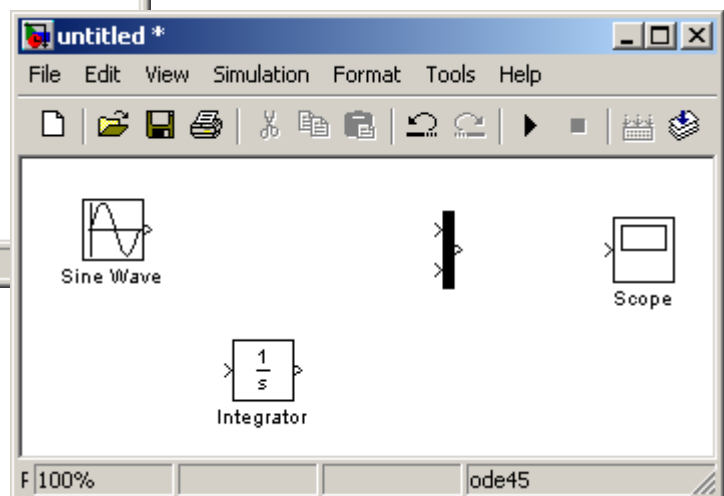 untitled *
File Edit View Simulation Format Tools Help
Sine Wave
Scope
1
s
Integrator
F 100% ode45